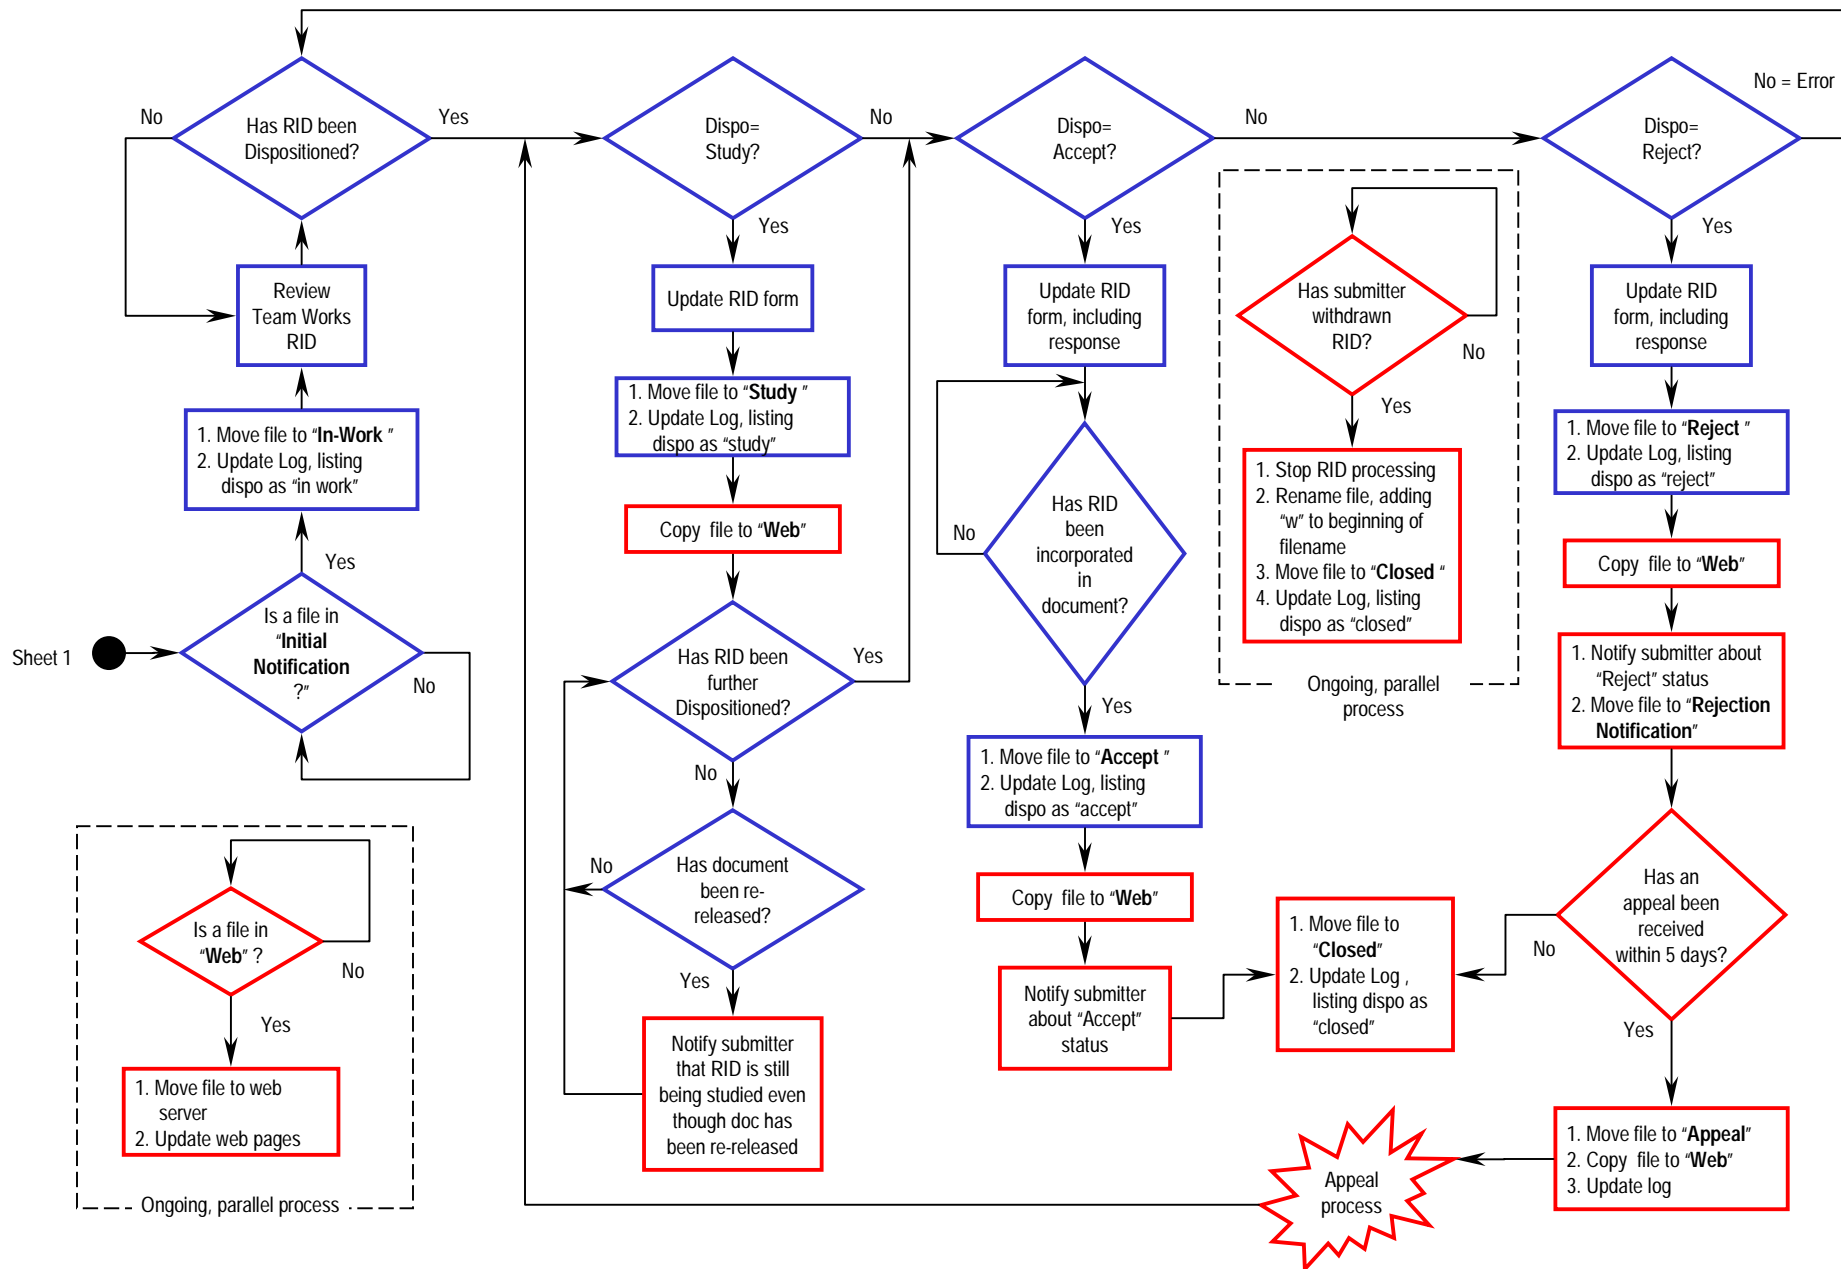 No = Error
No
Has RID been
Dispositioned?
Yes
Dispo=
Study?
No
Dispo=
Accept?
No
Dispo=
Reject?
Yes
Yes
Yes
Review
Team Works
RID
Update RID form
Update RID
form, including
response
Has submitter
withdrawn
RID?
No
Yes
Update RID
form, including
response
1. Move file to "In-Work "
2. Update Log, listing
dispo as "in work"
1. Move file to "Study "
2. Update Log, listing
dispo as "study"
1. Move file to "Reject "
2. Update Log, listing
dispo as "reject"
1. Stop RID processing
2. Rename file, adding
"w" to beginning of
filename
3. Move file to "Closed "
4. Update Log, listing
dispo as "closed"
Ongoing, parallel
process
Copy file to "Web"
Has RID
been
incorporated
in
document?
No
Yes
Copy file to "Web"
Yes
Sheet 1
Is a file in
"Initial
Notification
?"
No
Has RID been
further
Dispositioned?
Yes
No
1. Notify submitter about
"Reject" status
2. Move file to "Rejection
Notification"
1. Move file to "Accept "
2. Update Log, listing
dispo as "accept"
No
Has document
been re-
released?
Yes
Copy file to "Web"
Has an
appeal been
received
within 5 days?
No
Yes
Is a file in
"Web" ?
No
Yes
1. Move file to
"Closed"
2. Update Log ,
listing dispo as
"closed"
Notify submitter
about "Accept"
status
Notify submitter
that RID is still
being studied even
though doc has
been re-released
1. Move file to web
server
2. Update web pages
Ongoing, parallel process
1. Move file to "Appeal"
2. Copy file to "Web"
3. Update log
Appeal
process